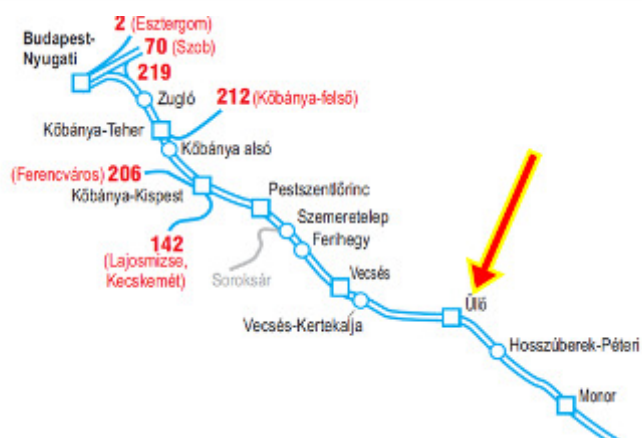 2 (Esztergom)
Budapest-
Nyugati
70 (Szob)
219
Zugló
212 (Kőbánya-felső)
Kőbánya-Teher
Kőbánya alsó
(Ferencváros) 206
Kőbánya-Kispest
Pestszentlőrinc
142
(Lajosmizse,
Kecskemét)
Szemeretelep
Ferihegy
Soroksár
Vecsés
Vecsés-Kertekalja
Üllő
Hosszúberek-Péteri
Monor